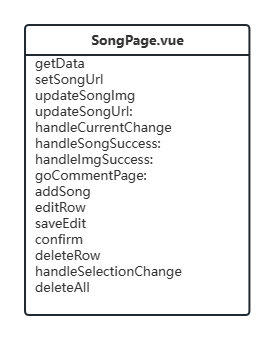 SongPage.vue
getData
setSongUrl
updateSongImg
updateSongUrl:
handleCurrentChange
handleSongSuccess:
handleImgSuccess:
goCommentPage:
addSong
editRow
saveEdit
confirm
deleteRow
handleSelectionChange
deleteAll